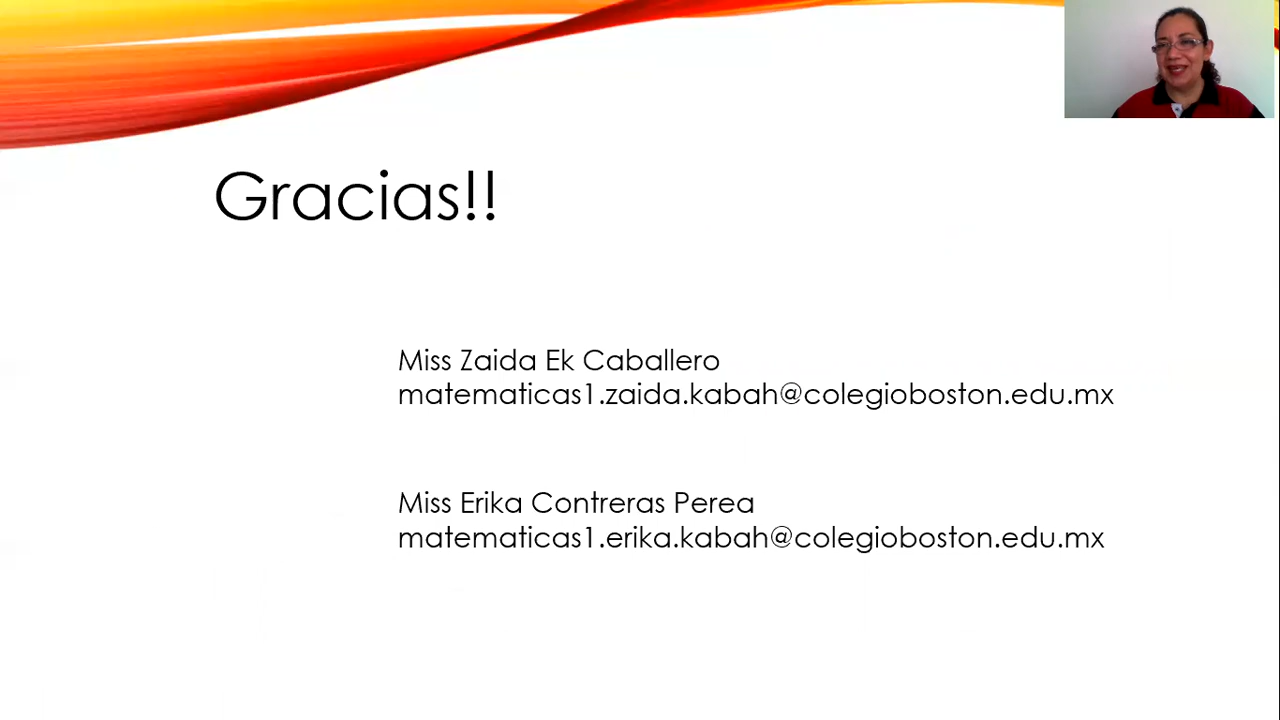 Gracias!!
Miss Zaida Ek Caballero
matematicas1.zaida.kabah@colegioboston.edu.mx
Miss Erika Contreras Perea
matematicas1.erika.kabah@colegioboston.edu.mx